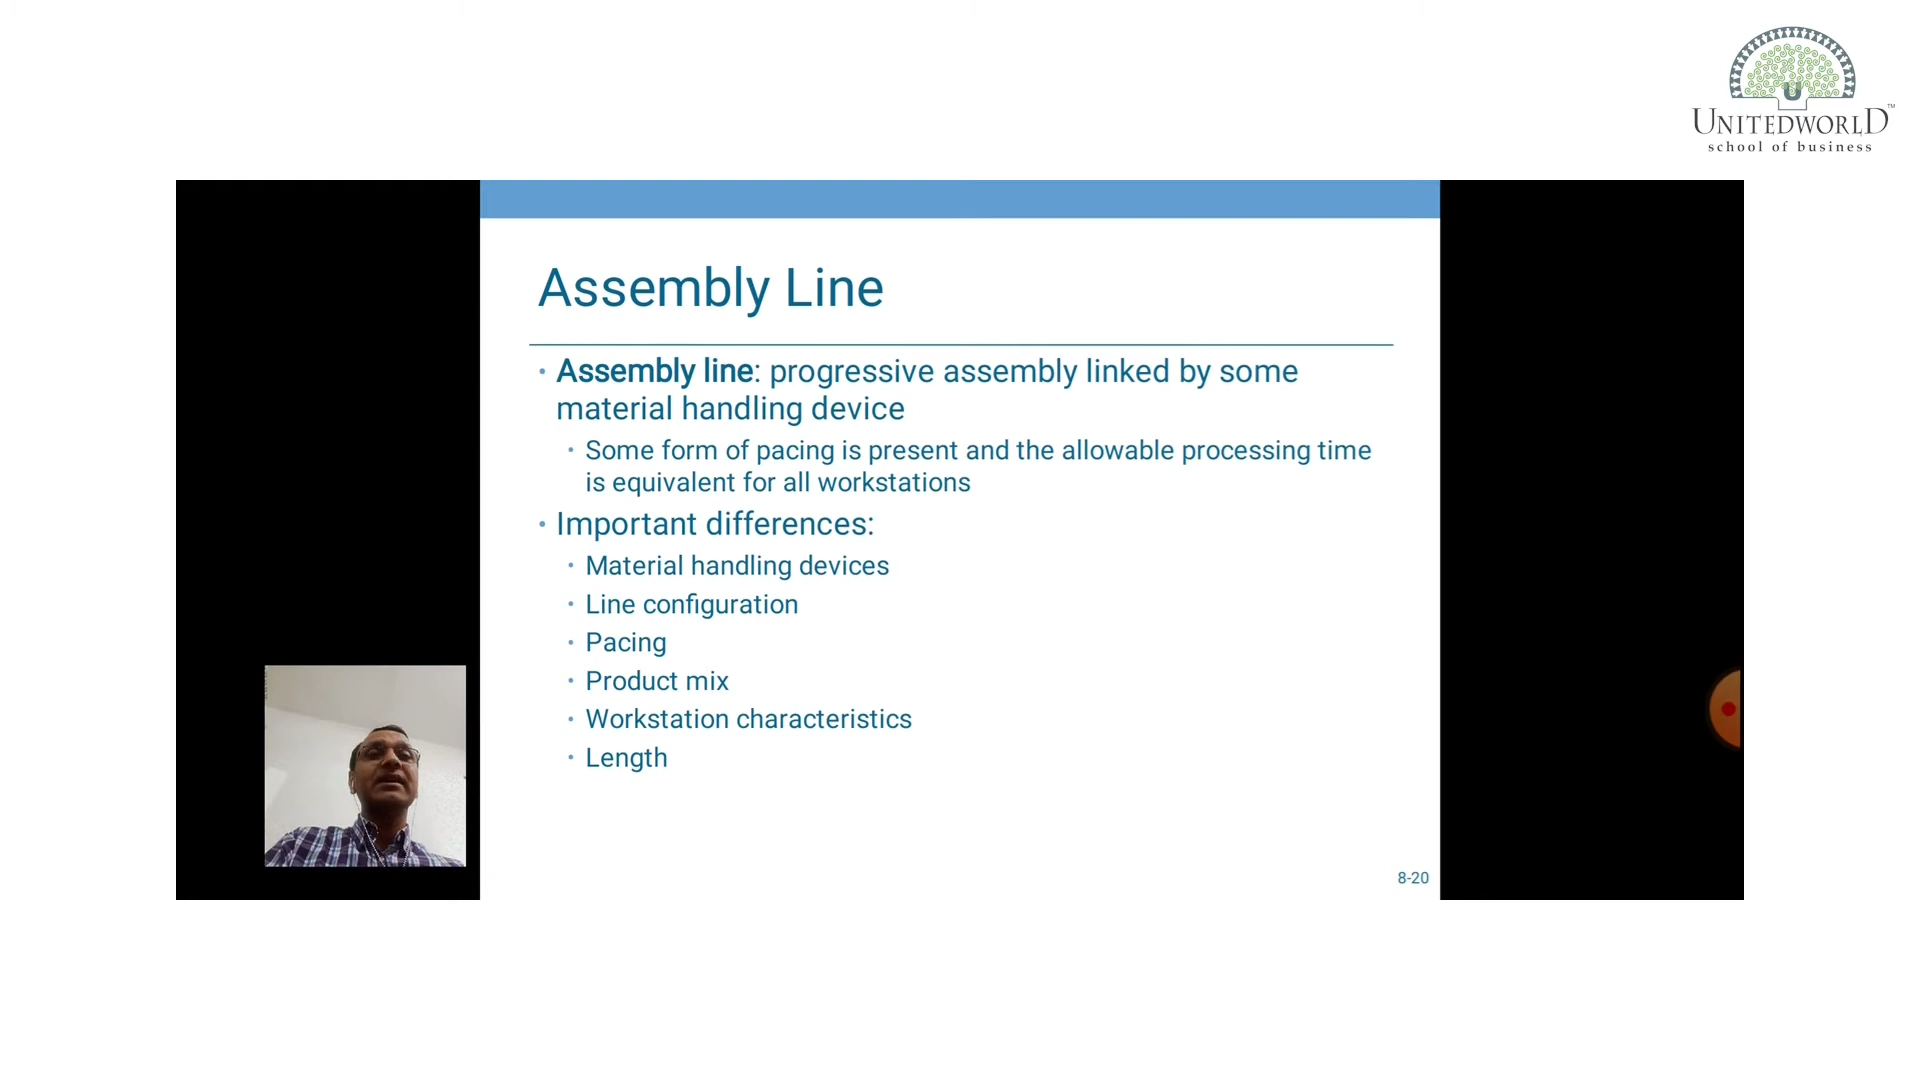 UNITEDWORLD™
school of business
Assembly Line
• Assembly line: progressive assembly linked by some
material handling device
• Some form of pacing is present and the allowable processing time
is equivalent for all workstations
• Important differences:
• Material handling devices
• Line configuration
• Pacing
• Product mix
• Workstation characteristics
• Length
8-20